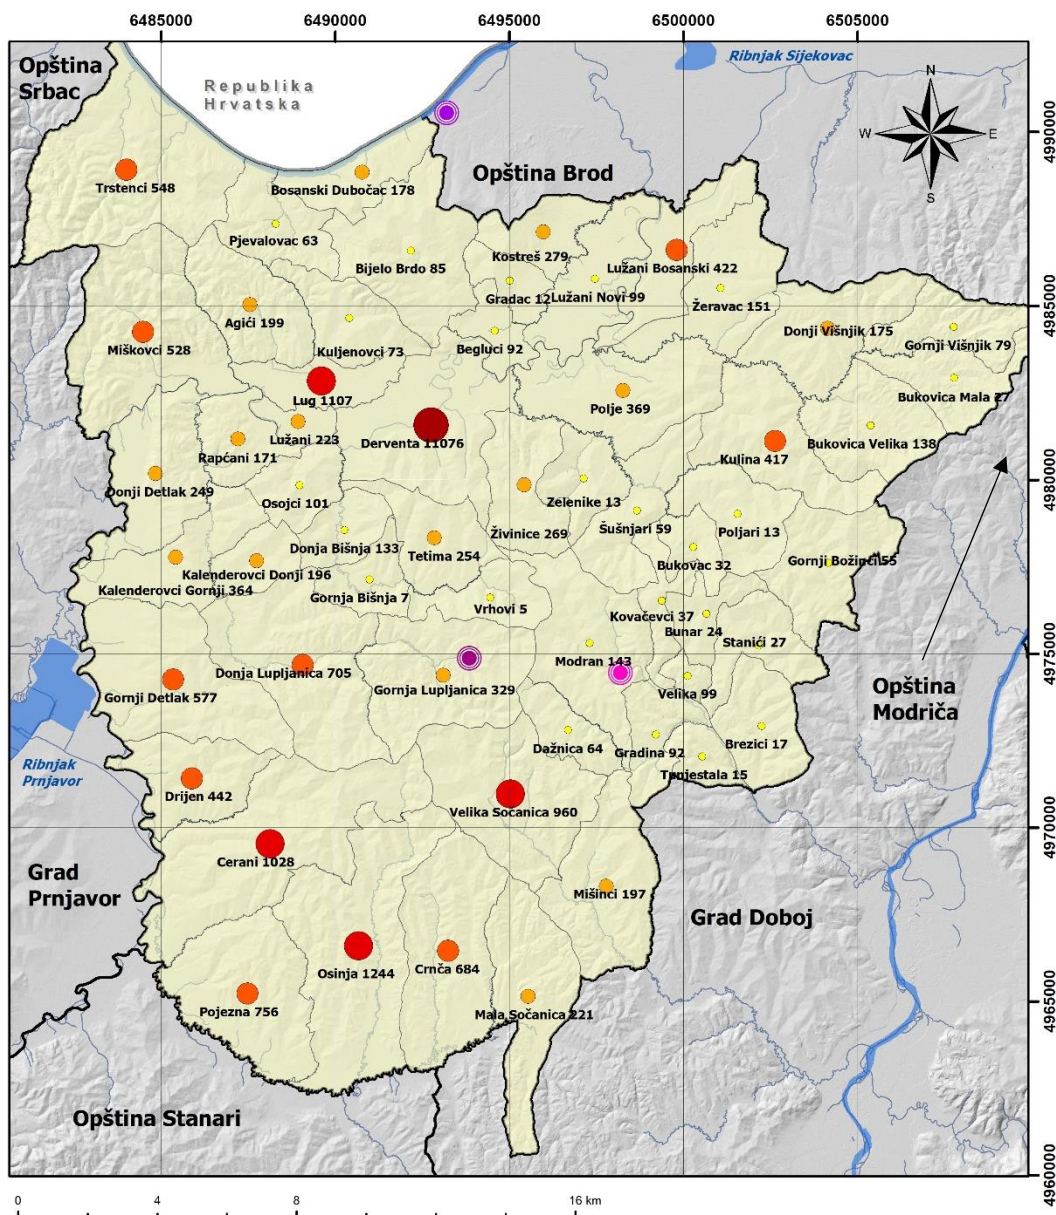 6485000 6490000 6495000 6500000 6505000
Opština
Srbac
Republika
Hrvatska
Ribnjak Sijekovac
N
W E
S
4990000
Opština Brod
Trstenci 548
Bosanski Dubočac 178
Pjevalovac 63
Bijelo Brdo 85
Kostreš 279
Lužani Bosanski 422
Gradac 12
Lužani Novi 99
Žeravac 151
4985000
Agići 199
Miškovci 528
Kuljenovci 73
Begluci 92
Donji Višnjik 175
Gornji Višnjik 79
Lug 1107
Polje 369
Bukovica Mala 27
Lužani 223
Derventa 11076
Rapćani 171
Kulina 417
Bukovica Velika 138
4980000
Donji Detlak 249
Osojci 101
Zelenike 13
Živinice 269
Šušnjari 59
Poljari 13
Donja Bišnja 133
Tetima 254
Bukovac 32
Gornji Božinci 55
Kalenderovci Donji 196
Kalenderovci Gornji 364
Gornja Bišnja 7
Vrhovi 5
Kovačevci 37
Bunar 24
Stanići 27
4975000
Modran 143
Donja Lupljanica 705
Gornji Detlak 577
Gornja Lupljanica 329
Velika 99
Opština
Modriča
Dažnica 64
Gradina 92
Brezici 17
Ribnjak
Prnjavor
Trnjestala 15
Drijen 442
Velika Sočanica 960
4970000
Cerani 1028
Grad
Prnjavor
Mišinci 197
Grad Doboj
Osinja 1244
Crnča 684
Pojezna 756
Mala Sočanica 221
4965000
Opština Stanari
4960000
0 4 8 16 km